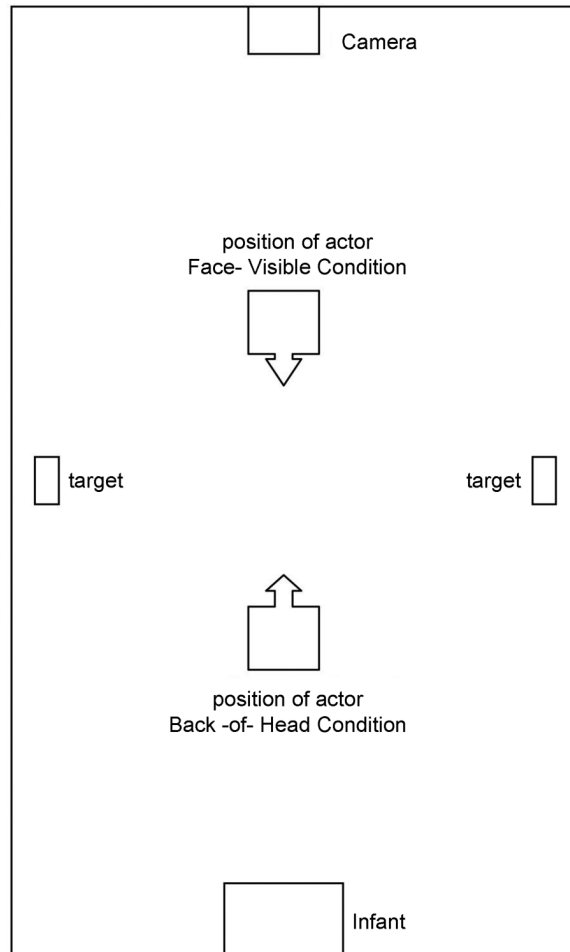 Camera
position of actor
Face- Visible Condition
target
target
position of actor
Back -of- Head Condition
Infant